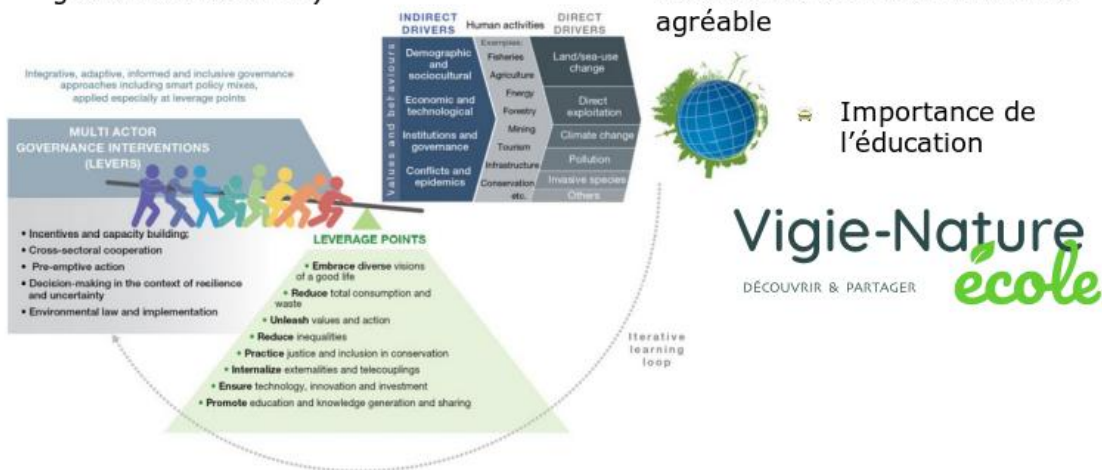 agréable
INDIRECT DRIVERS
Human activities
DIRECT DRIVERS
Values and behaviours
Demographic
and
sociocultural
Economic and
technological
Institutions and
governance
Conflicts and
epidemics
Examples:
Fisheries
Agriculture
Energy
Forestry
Mining
Tourism
Infrastructure
Conservation
etc.
Land/sea-use
change
Direct
exploitation
Climate change
Pollution
Invasive species
Others
Integrative, adaptive, informed and inclusive governance
approaches including smart policy mixes,
applied especially at leverage points
MULTI ACTOR
GOVERNANCE INTERVENTIONS
(LEVERS)
• Incentives and capacity building;
• Cross-sectoral cooperation
• Pre-emptive action
• Decision-making in the context of resilience
and uncertainty
• Environmental law and implementation
LEVERAGE POINTS
• Embrace diverse visions
of a good life
• Reduce total consumption and
waste
• Unleash values and action
• Reduce inequalities
• Practice justice and inclusion in conservation
• Internalize externalities and telecouplings
• Ensure technology, innovation and investment
• Promote education and knowledge generation and sharing
Iterative
learning
loop
Importance de
l’éducation
Vigie-Nature
école
DÉCOUVRIR & PARTAGER